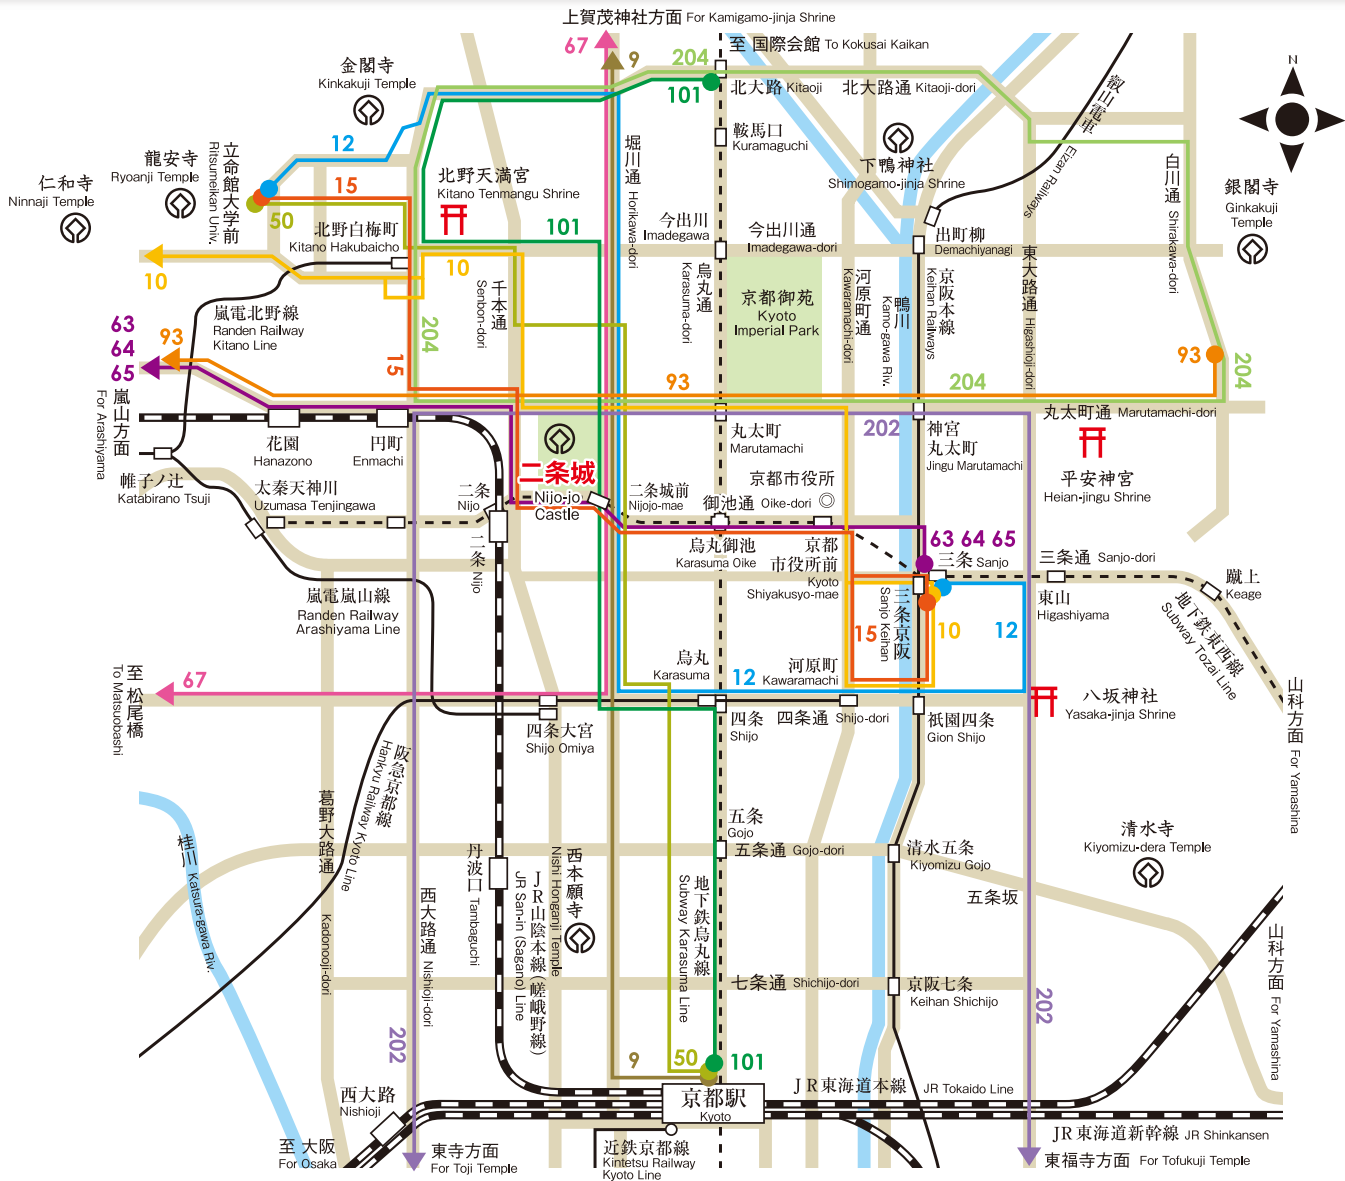 上賀茂神社方面 For Kamigamo-jinja Shrine
67
9
204
至 国際会館 To Kokusai Kaikan
N
金閣寺
Kinkakuji Temple
101
北大路 Kitaoji
北大路通 Kitaoji-dori
叡山電車 Eizan Railways
12
鞍馬口
Kuramaguchi
堀川通 Horikawa-dori
下鴨神社
Shimogamo-jinja Shrine
白川通 Shirakawa-dori
立命館大学前
Ritsumeikan Univ.
龍安寺
Ryoanji Temple
仁和寺
Ninnaji Temple
15
50
北野天満宮
Kitano Tenmangu Shrine
銀閣寺
Ginkakuji
Temple
北野白梅町
Kitano Hakubaicho
101
今出川
Imadegawa
今出川通
Imadegawa-dori
出町柳
Demachiyanagi
10
10
千本通
Senbon-dori
烏丸通
Karasuma-dori
京都御苑
Kyoto
Imperial Park
河原町通
Kawaramachi-dori
鴨川
Kamo-gawa Riv.
京阪本線
Keihan Railways
東大路通 Higashioji-dori
嵐電北野線
Randen Railway
Kitano Line
63
64
65
93
204
15
93
93
204
204
嵐山方面
For Arashiyama
花園
Hanazono
円町
Enmachi
丸太町
Marutamachi
202
神宮
丸太町
Jingu Marutamachi
丸太町通 Marutamachi-dori
平安神宮
Heian-jingu Shrine
帷子ノ辻
Katabirano Tsuji
太秦天神川
Uzumasa Tenjingawa
二条
Nijo
二条城
Nijo-jo
Castle
二条城前
Nijojo-mae
京都市役所
御池通 Oike-dori
二条 Nijo
烏丸御池
Karasuma Oike
京都
市役所前
Kyoto
Shiyakusyo-mae
63 64 65
三条 Sanjo
三条通 Sanjo-dori
蹴上
Keage
東山
Higashiyama
地下鉄東西線
Subway Tozai Line
嵐電嵐山線
Randen Railway
Arashiyama Line
三条京阪
Sanjo Keihan
15
10
12
至 松尾橋
To Matsuobashi
67
烏丸
Karasuma
12
河原町
Kawaramachi
八坂神社
Yasaka-jinja Shrine
山科方面 For Yamashina
四条大宮
Shijo Omiya
四条
Shijo
四条通 Shijo-dori
祇園四条
Gion Shijo
阪急京都線
Hankyu Railway Kyoto Line
葛野大路通 Kadonooji-dori
桂川 Katsura-gawa Riv.
五条
Gojo
五条通 Gojo-dori
清水五条
Kiyomizu Gojo
清水寺
Kiyomizu-dera Temple
五条坂
丹波口 Tambaguchi
西大路通 Nishioji-dori
JR山陰本線(嵯峨野線)
JR San-in (Sagano) Line
西本願寺
Nishi Honganji Temple
地下鉄烏丸線
Subway Karasuma Line
七条通 Shichijo-dori
京阪七条
Keihan Shichijo
山科方面 For Yamashina
202
202
9
50
101
西大路
Nishioji
京都駅
Kyoto
JR東海道本線 JR Tokaido Line
至 大阪
For Osaka
東寺方面
For Toji Temple
近鉄京都線
Kintetsu Railway
Kyoto Line
JR東海道新幹線 JR Shinkansen
東福寺方面 For Tofukuji Temple